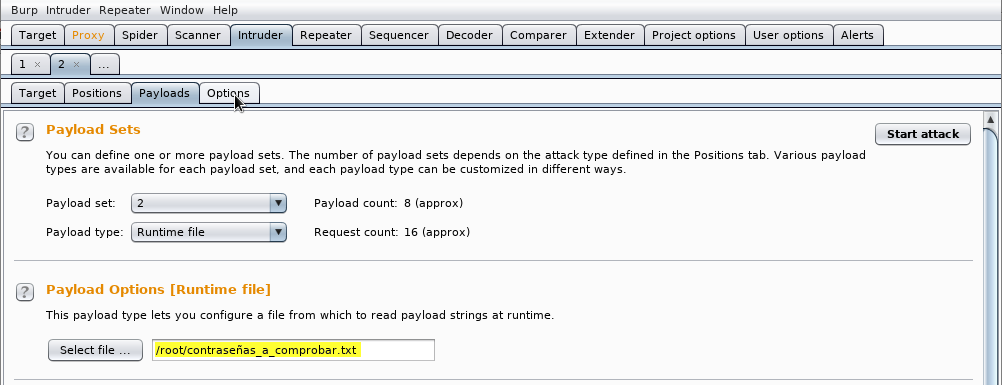 Burp Intruder Repeater Window Help
Target Proxy Spider Scanner Intruder Repeater Sequencer Decoder Comparer Extender Project options User options Alerts
1 × 2 × ...
Target Positions Payloads Options
? Payload Sets
Start attack
You can define one or more payload sets. The number of payload sets depends on the attack type defined in the Positions tab. Various payload
types are available for each payload set, and each payload type can be customized in different ways.
Payload set: 2 Payload count: 8 (approx)
Payload type: Runtime file Request count: 16 (approx)
? Payload Options [Runtime file]
This payload type lets you configure a file from which to read payload strings at runtime.
Select file ... /root/contraseñas_a_comprobar.txt